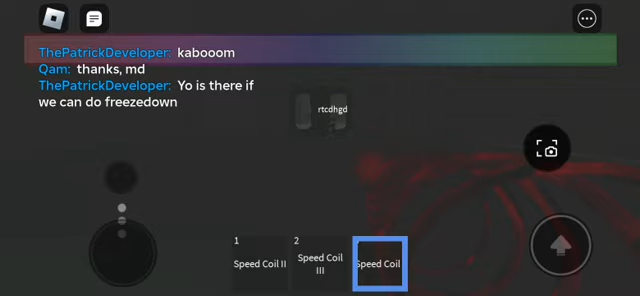 ThePatrickDeveloper: kabooom
Qam: thanks, md
ThePatrickDeveloper: Yo is there if
we can do freezedown
rtcdhgd
1
Speed Coil II
2
Speed Coil
III
Speed Coil